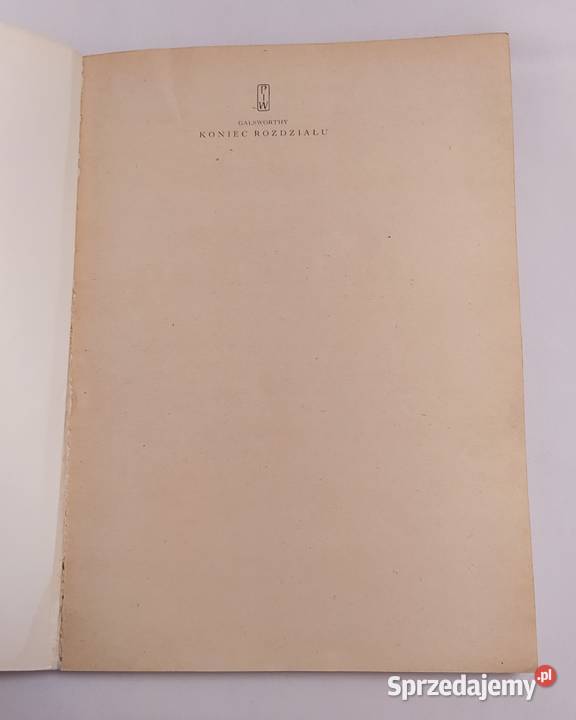 PIW
GALSWORTHY
KONIEC ROZDZIAŁU
Sprzedajemy.pl